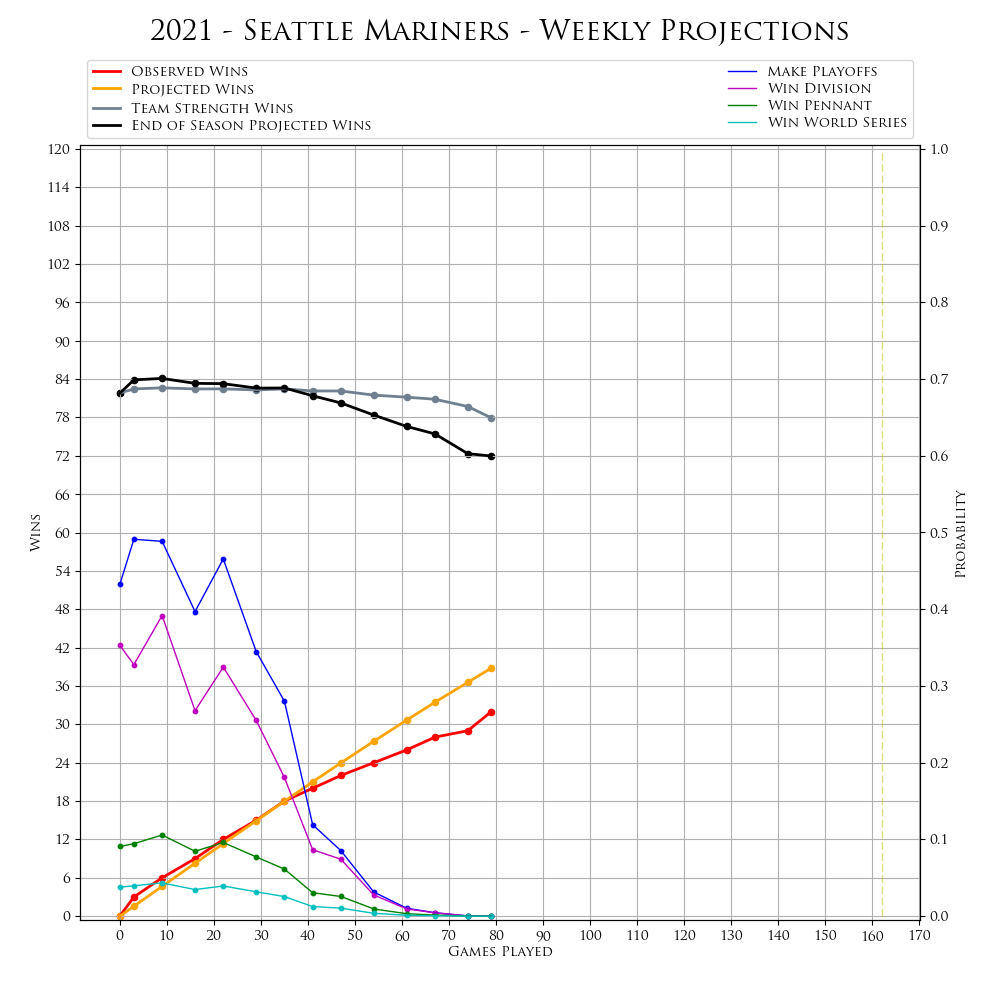 2021 - Seattle Mariners - Weekly Projections
Observed Wins
Projected Wins
Team Strength Wins
End of Season Projected Wins
Make Playoffs
Win Division
Win Pennant
Win World Series
120
114
108
102
96
90
84
78
72
66
60
54
48
42
36
30
24
18
12
6
0
Wins
1.0
0.9
0.8
0.7
0.6
0.5
0.4
0.3
0.2
0.1
0.0
Probability
0 10 20 30 40 50 60 70 80 90 100 110 120 130 140 150 160 170
Games Played